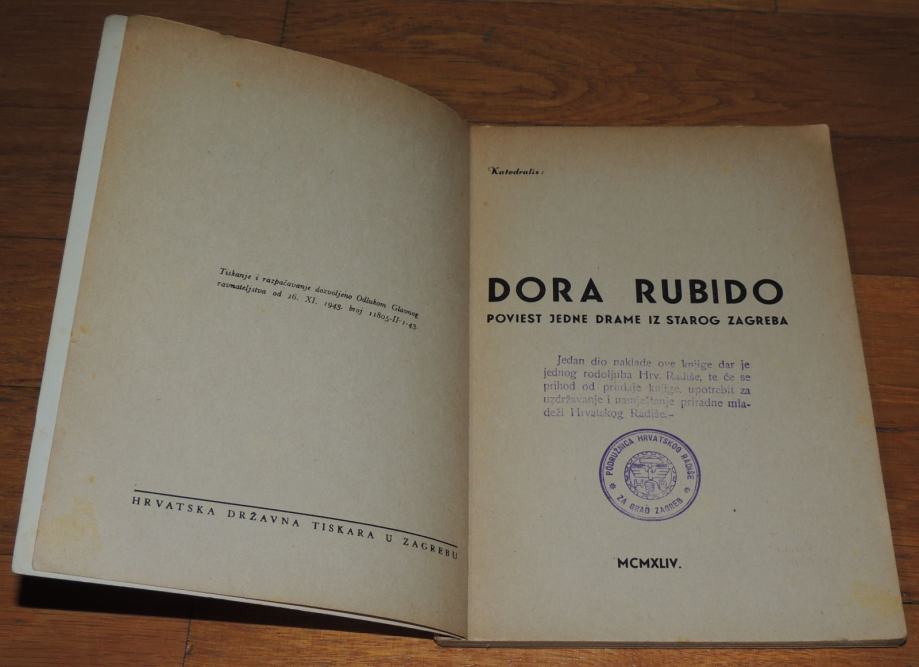 Tiskanje i razpačavanje dozvoljeno Odlukom Glavnog
ravnateljstva od 26. XI. 1943. broj 11805-II-1-43.
HRVATSKA DRŽAVNA TISKARA U ZAGREBU
Katedralis:
DORA RUBIDO
POVIEST JEDNE DRAME IZ STAROG ZAGREBA
Jedan dio naklade ove knjige dar je
jednog rodoljuba Hrv. Radiše, te će se
prihod od prodaje knjige, upotrebit za
uzdržavanje i namještanje priradne mla-
deži Hrvatskog Radiše.-
PODRUŽNICA HRVATSKOG RADIŠE
ZA GRAD ZAGREB
MCMXLIV.